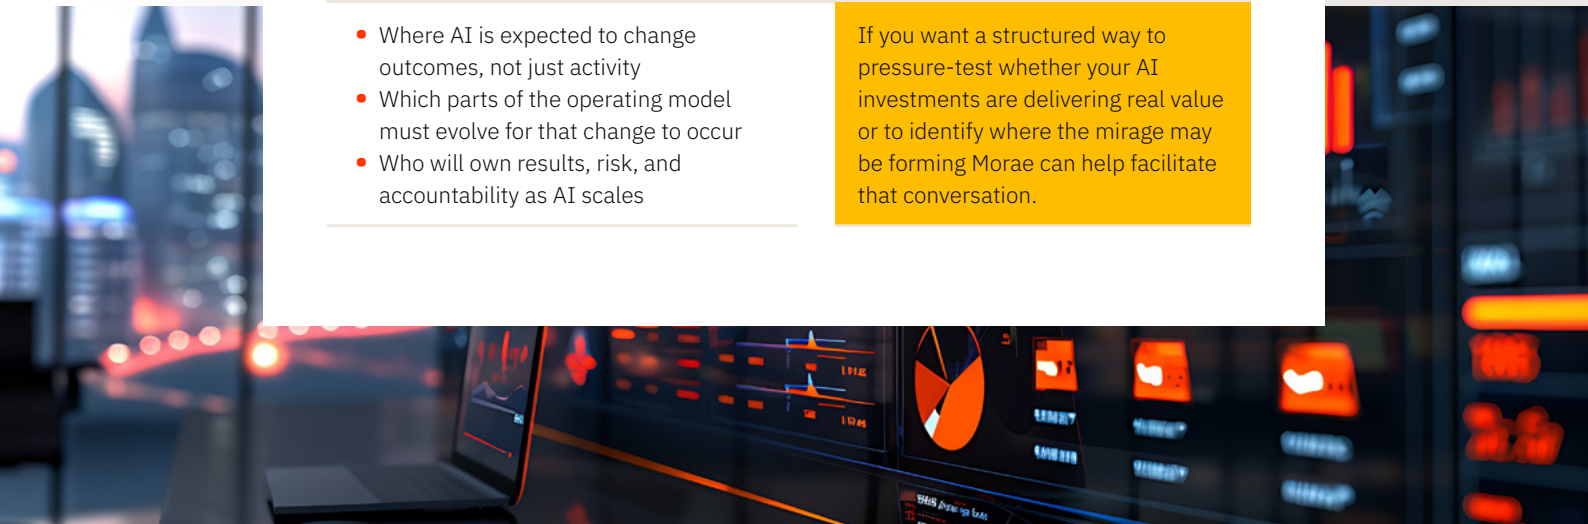 Where AI is expected to change
outcomes, not just activity
Which parts of the operating model
must evolve for that change to occur
Who will own results, risk, and
accountability as AI scales
If you want a structured way to
pressure-test whether your AI
investments are delivering real value
or to identify where the mirage may
be forming Morae can help facilitate
that conversation.